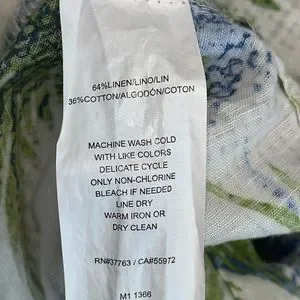 64%LINEN/LINO/LIN
36%COTTON/ALGODÓN/COTON
MACHINE WASH COLD
WITH LIKE COLORS
DELICATE CYCLE
ONLY NON-CHLORINE
BLEACH IF NEEDED
LINE DRY
WARM IRON OR
DRY CLEAN
RN#37763 / CA#55972
M1 1366